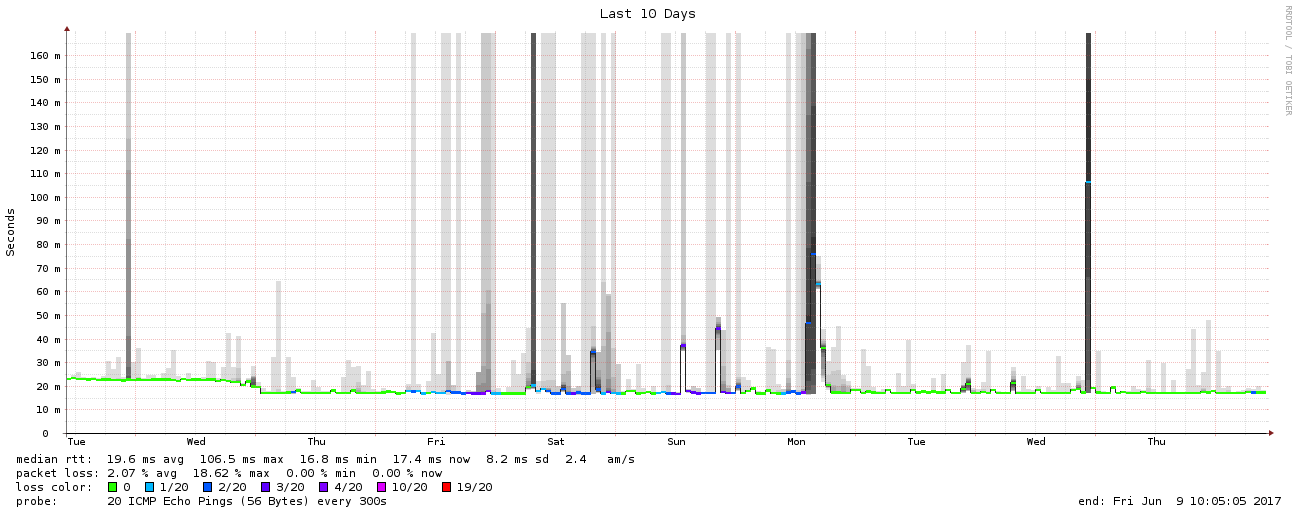 Last 10 Days
RRDTOOL / TOBI OETIKER
Seconds
160 m
150 m
140 m
130 m
120 m
110 m
100 m
90 m
80 m
70 m
60 m
50 m
40 m
30 m
20 m
10 m
0
Tue Wed Thu Fri Sat Sun Mon Tue Wed Thu
median rtt: 19.6 ms avg 106.5 ms max 16.8 ms min 17.4 ms now 8.2 ms sd 2.4 am/s
packet loss: 2.07 % avg 18.62 % max 0.00 % min 0.00 % now
loss color: 0 1/20 2/20 3/20 4/20 10/20 19/20
probe: 20 ICMP Echo Pings (56 Bytes) every 300s end: Fri Jun 9 10:05:05 2017